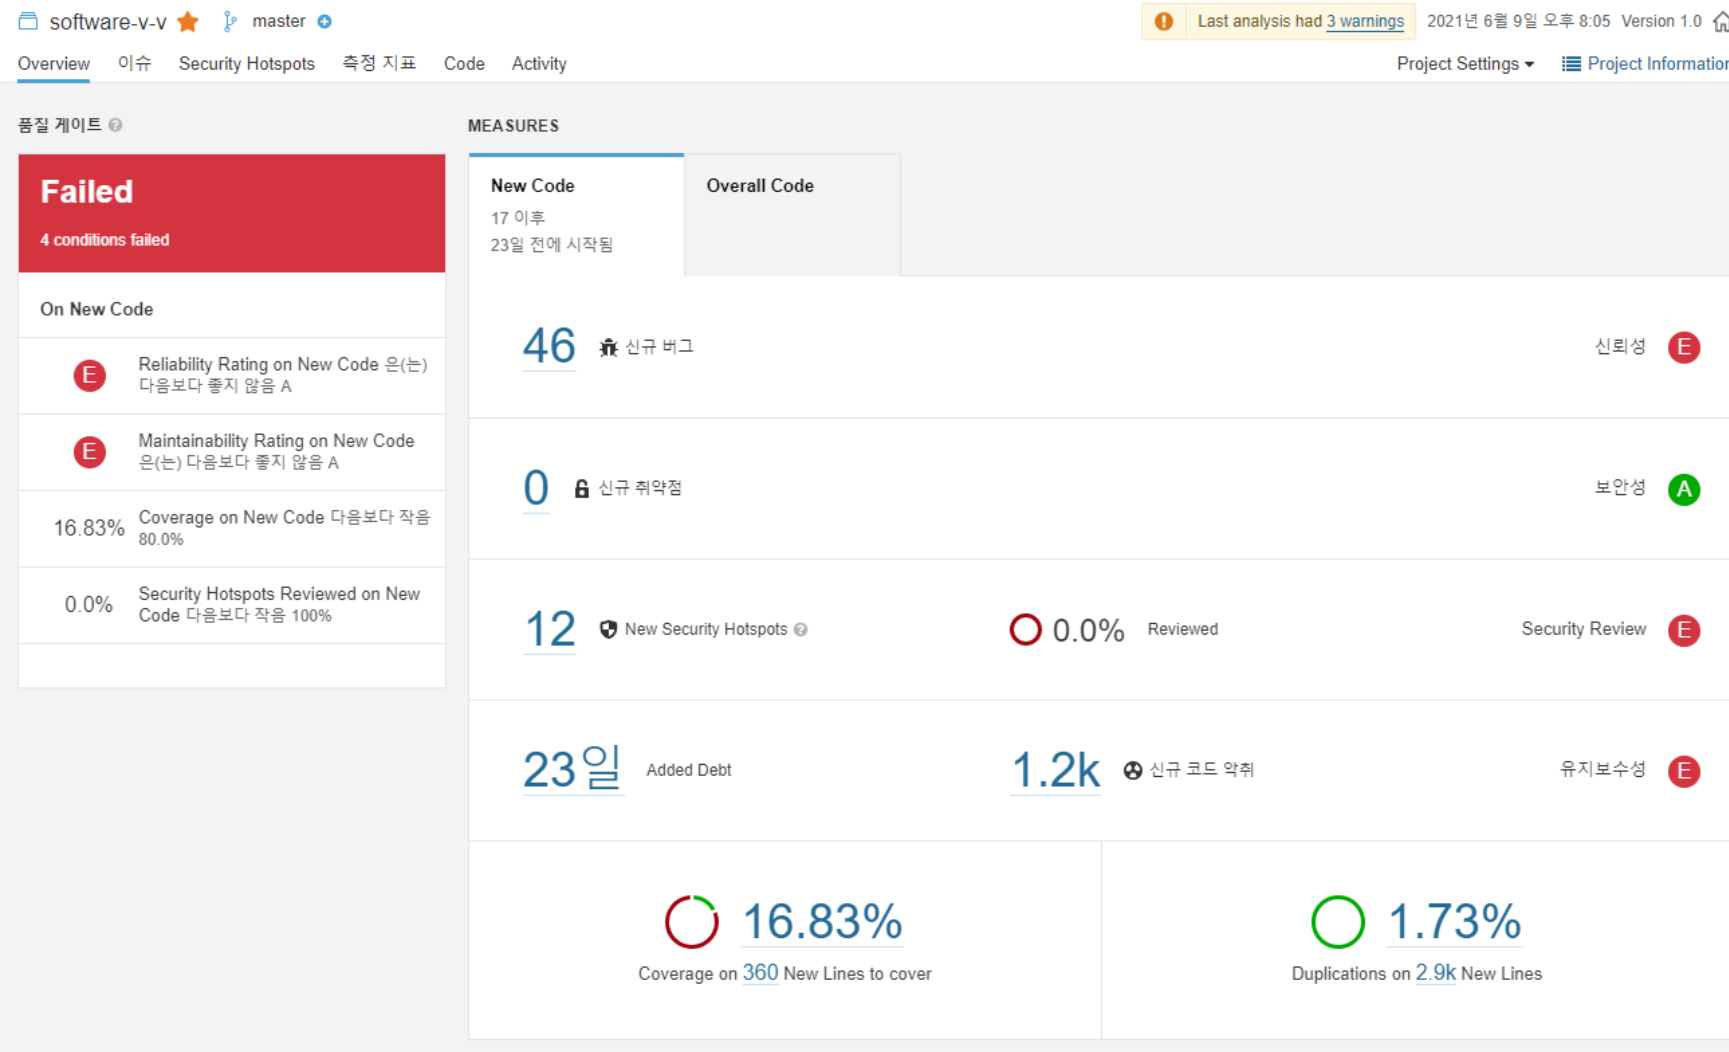 software-v-v master
Last analysis had 3 warnings 2021년 6월 9일 오후 8:05 Version 1.0
Overview 이슈 Security Hotspots 측정 지표 Code Activity
Project Settings Project Information
품질 게이트
Failed
4 conditions failed
On New Code
E Reliability Rating on New Code 은(는)
다음보다 좋지 않음 A
E Maintainability Rating on New Code
은(는) 다음보다 좋지 않음 A
16.83% Coverage on New Code 다음보다 작음
80.0%
0.0% Security Hotspots Reviewed on New
Code 다음보다 작음 100%
MEASURES
New Code
17 이후
23일 전에 시작됨
Overall Code
46 신규 버그 신뢰성 E
0 신규 취약점 보안성 A
12 New Security Hotspots 0.0% Reviewed Security Review E
23일 Added Debt 1.2k 신규 코드 악취 유지보수성 E
16.83%
Coverage on 360 New Lines to cover
1.73%
Duplications on 2.9k New Lines